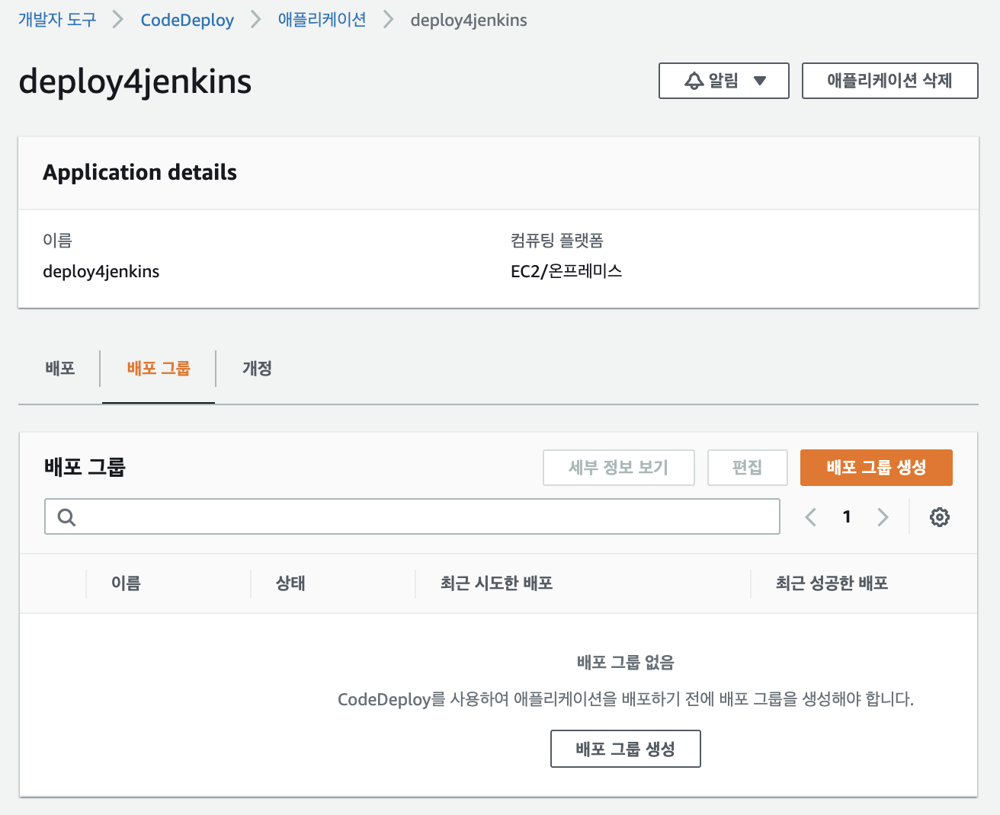 개발자 도구 > CodeDeploy > 애플리케이션 > deploy4jenkins
deploy4jenkins
알림 ▼
애플리케이션 삭제
Application details
이름
deploy4jenkins
컴퓨팅 플랫폼
EC2/온프레미스
배포
배포 그룹
개정
배포 그룹
세부 정보 보기
편집
배포 그룹 생성
< 1 >
이름
상태
최근 시도한 배포
최근 성공한 배포
배포 그룹 없음
CodeDeploy를 사용하여 애플리케이션을 배포하기 전에 배포 그룹을 생성해야 합니다.
배포 그룹 생성